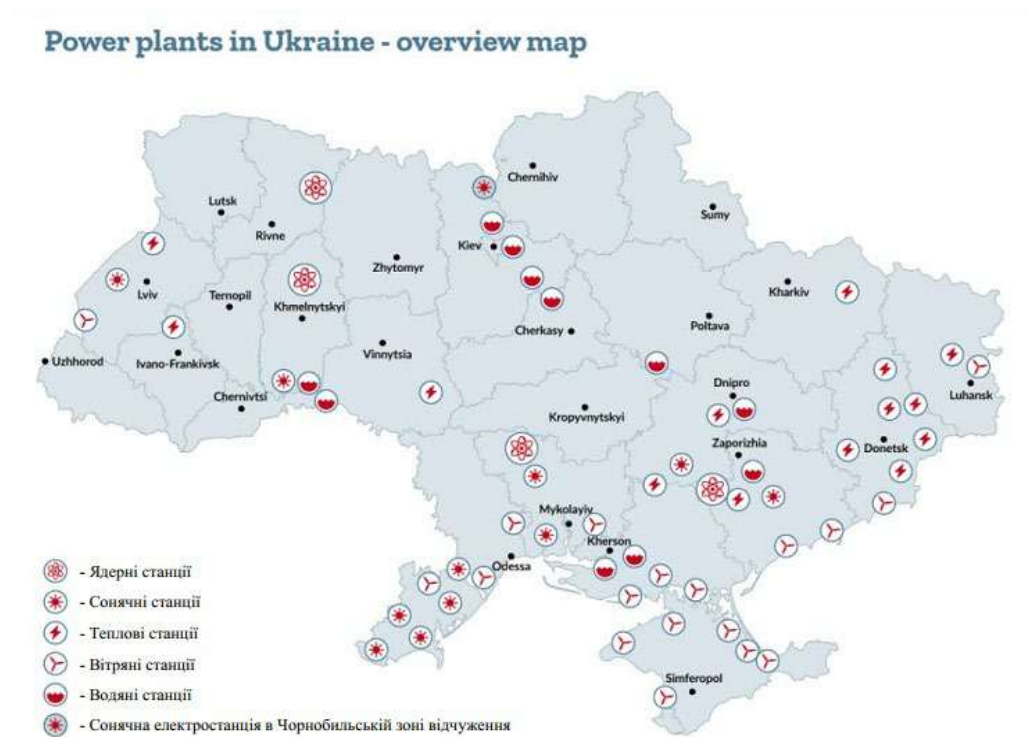 Power plants in Ukraine - overview map
Chernihiv
Lutsk
Sumy
Rivne
Kiev
Zhytomyr
Lviv
Ternopil
Khmelnytskyi
Kharkiv
Cherkasy
Poltava
Uzhhorod
Ivano-Frankivsk
Vinnytsia
Dnipro
Luhansk
Chernivtsi
Kropyvnytskyi
Zaporizhia
Donetsk
Mykolayiv
Kherson
Odessa
Simferopol
- Ядерні станції
- Сонячні станції
- Теплові станції
- Вітряні станції
- Водяні станції
- Сонячна електростанція в Чорнобильській зоні відчуження